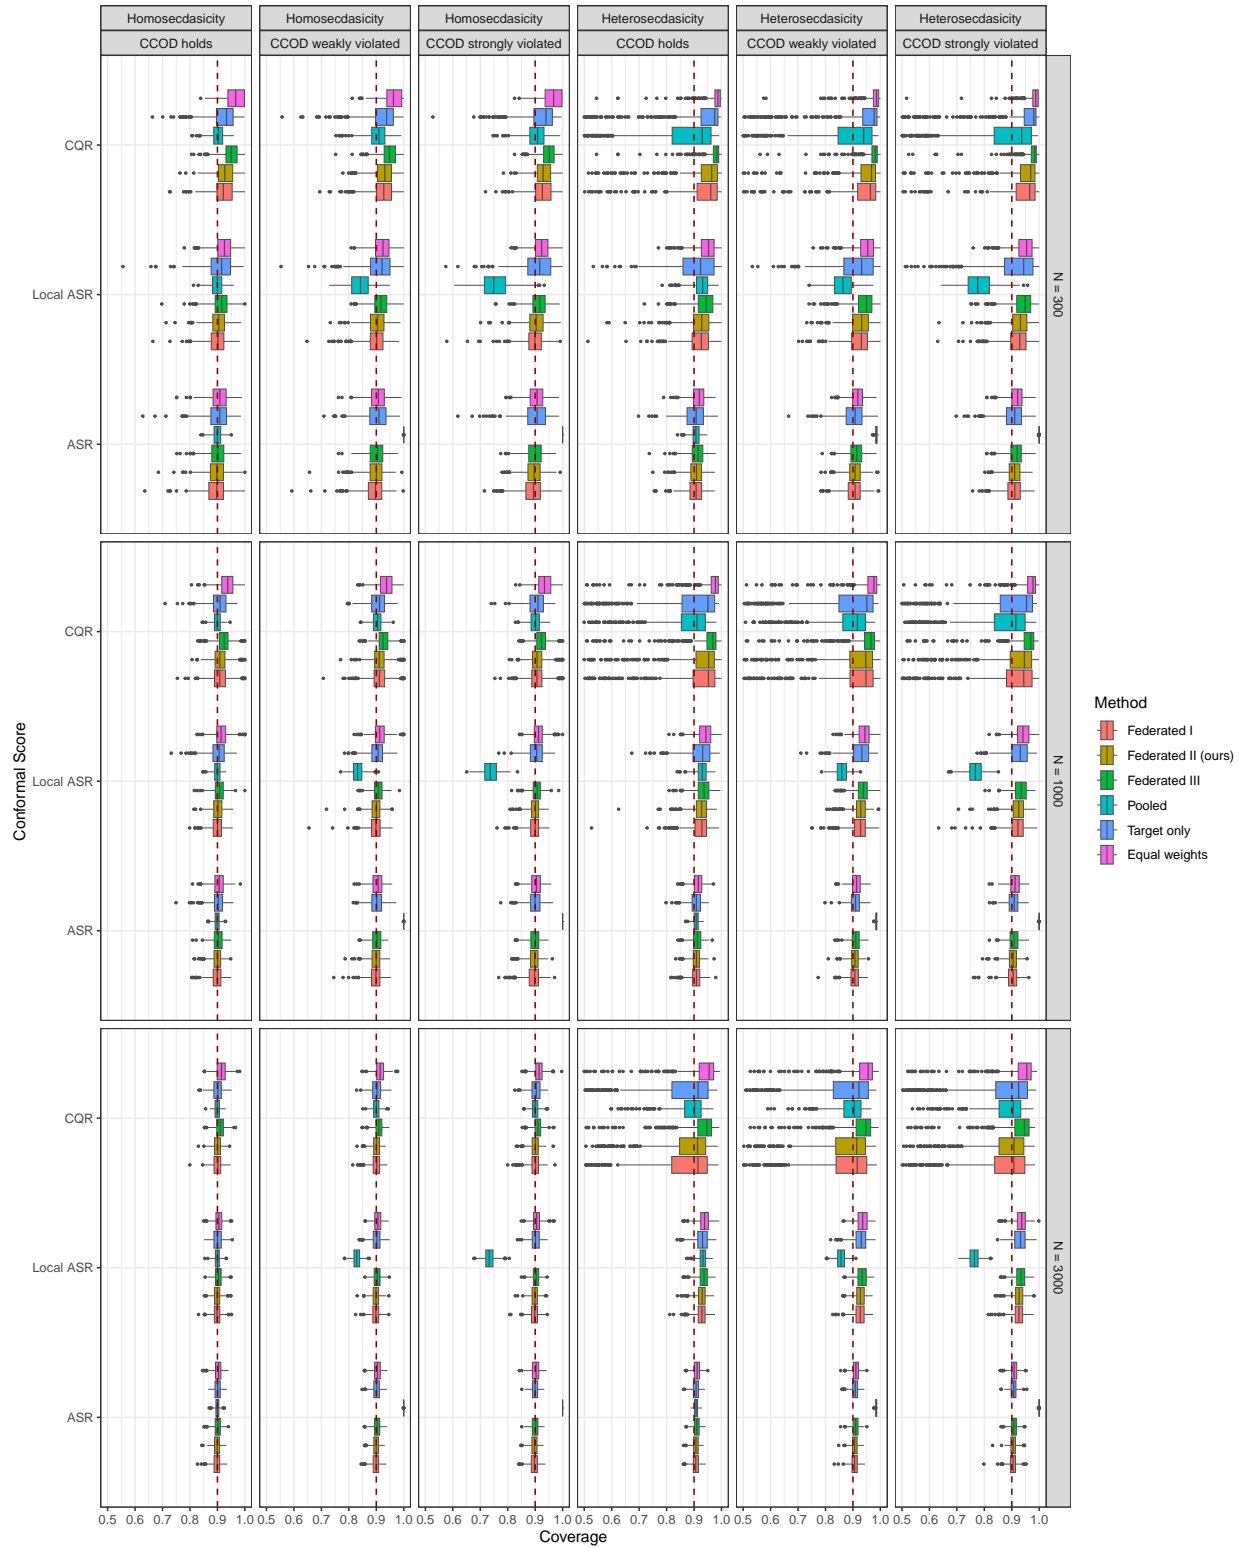 Homosecdasicity Homosecdasicity Homosecdasicity Heterosecdasicity Heterosecdasicity Heterosecdasicity
CCOD holds CCOD weakly violated CCOD strongly violated CCOD holds CCOD weakly violated CCOD strongly violated
CQR
Local ASR
ASR
N = 300
CQR
Local ASR
ASR
N = 1000
CQR
Local ASR
ASR
N = 3000
Conformal Score
0.5 0.6 0.7 0.8 0.9 1.0 0.5 0.6 0.7 0.8 0.9 1.0 0.5 0.6 0.7 0.8 0.9 1.0 0.5 0.6 0.7 0.8 0.9 1.0 0.5 0.6 0.7 0.8 0.9 1.0 0.5 0.6 0.7 0.8 0.9 1.0
Coverage
Method
Federated I
Federated II (ours)
Federated III
Pooled
Target only
Equal weights